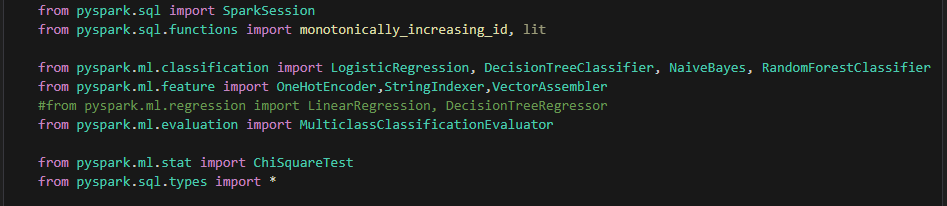 from pyspark.sql import SparkSession
from pyspark.sql.functions import monotonically_increasing_id, lit
from pyspark.ml.classification import LogisticRegression, DecisionTreeClassifier, NaiveBayes, RandomForestClassifier
from pyspark.ml.feature import OneHotEncoder,StringIndexer,VectorAssembler
#from pyspark.ml.regression import LinearRegression, DecisionTreeRegressor
from pyspark.ml.evaluation import MulticlassClassificationEvaluator
from pyspark.ml.stat import ChiSquareTest
from pyspark.sql.types import *